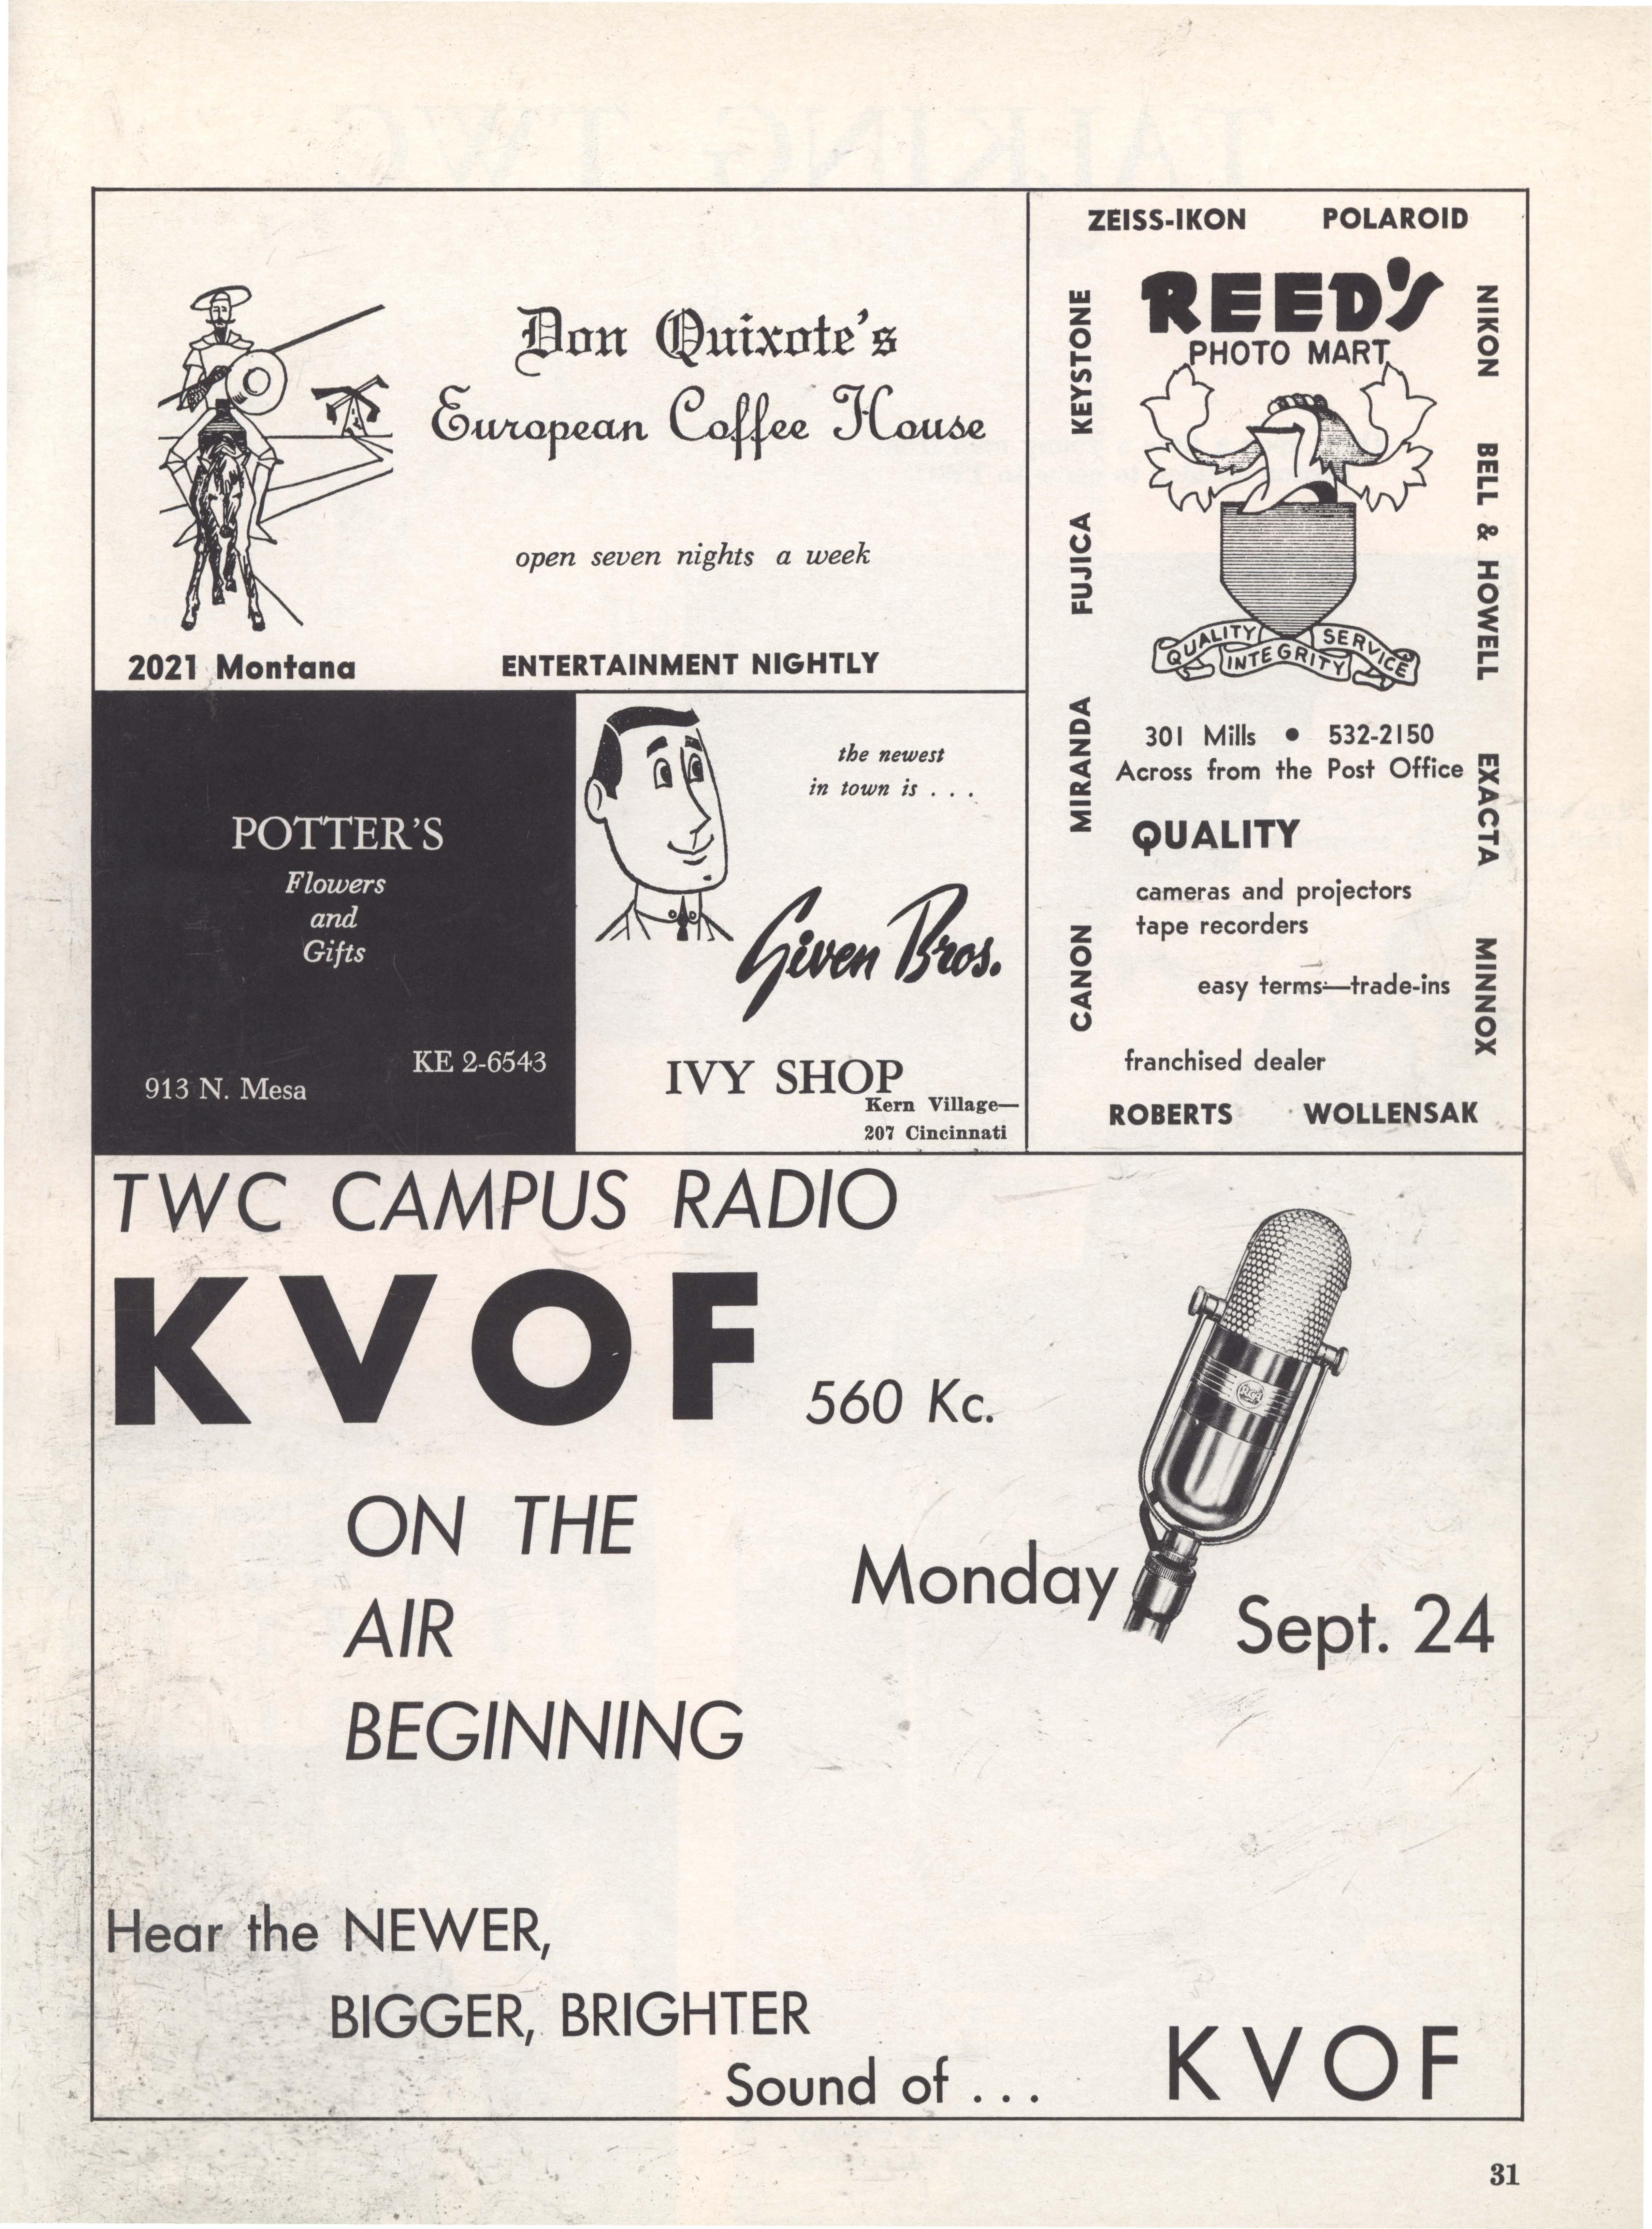 Don Quixote's
European Coffee House
open seven nights a week
2021 Montana
ENTERTAINMENT NIGHTLY
ZEISS-IKON POLAROID
KEYSTONE
FUJICA
MIRANDA
CANON
REED'S
PHOTO MART
QUALITY INTEGRITY SERVICE
301 Mills • 532-2150
Across from the Post Office
QUALITY
cameras and projectors
tape recorders
easy terms—trade-ins
franchised dealer
ROBERTS WOLLENSAK
NIKON
BELL & HOWELL
EXACTA
MINNOX
POTTER'S
Flowers
and
Gifts
KE 2-6543
913 N. Mesa
the newest
in town is . . .
Given Bros.
IVY SHOP
Kern Village—
207 Cincinnati
TWC CAMPUS RADIO
KVOF
560 Kc.
RCA
ON THE
AIR
BEGINNING
Monday
Sept. 24
Hear the NEWER,
BIGGER, BRIGHTER
Sound of . . .
KVOF
31